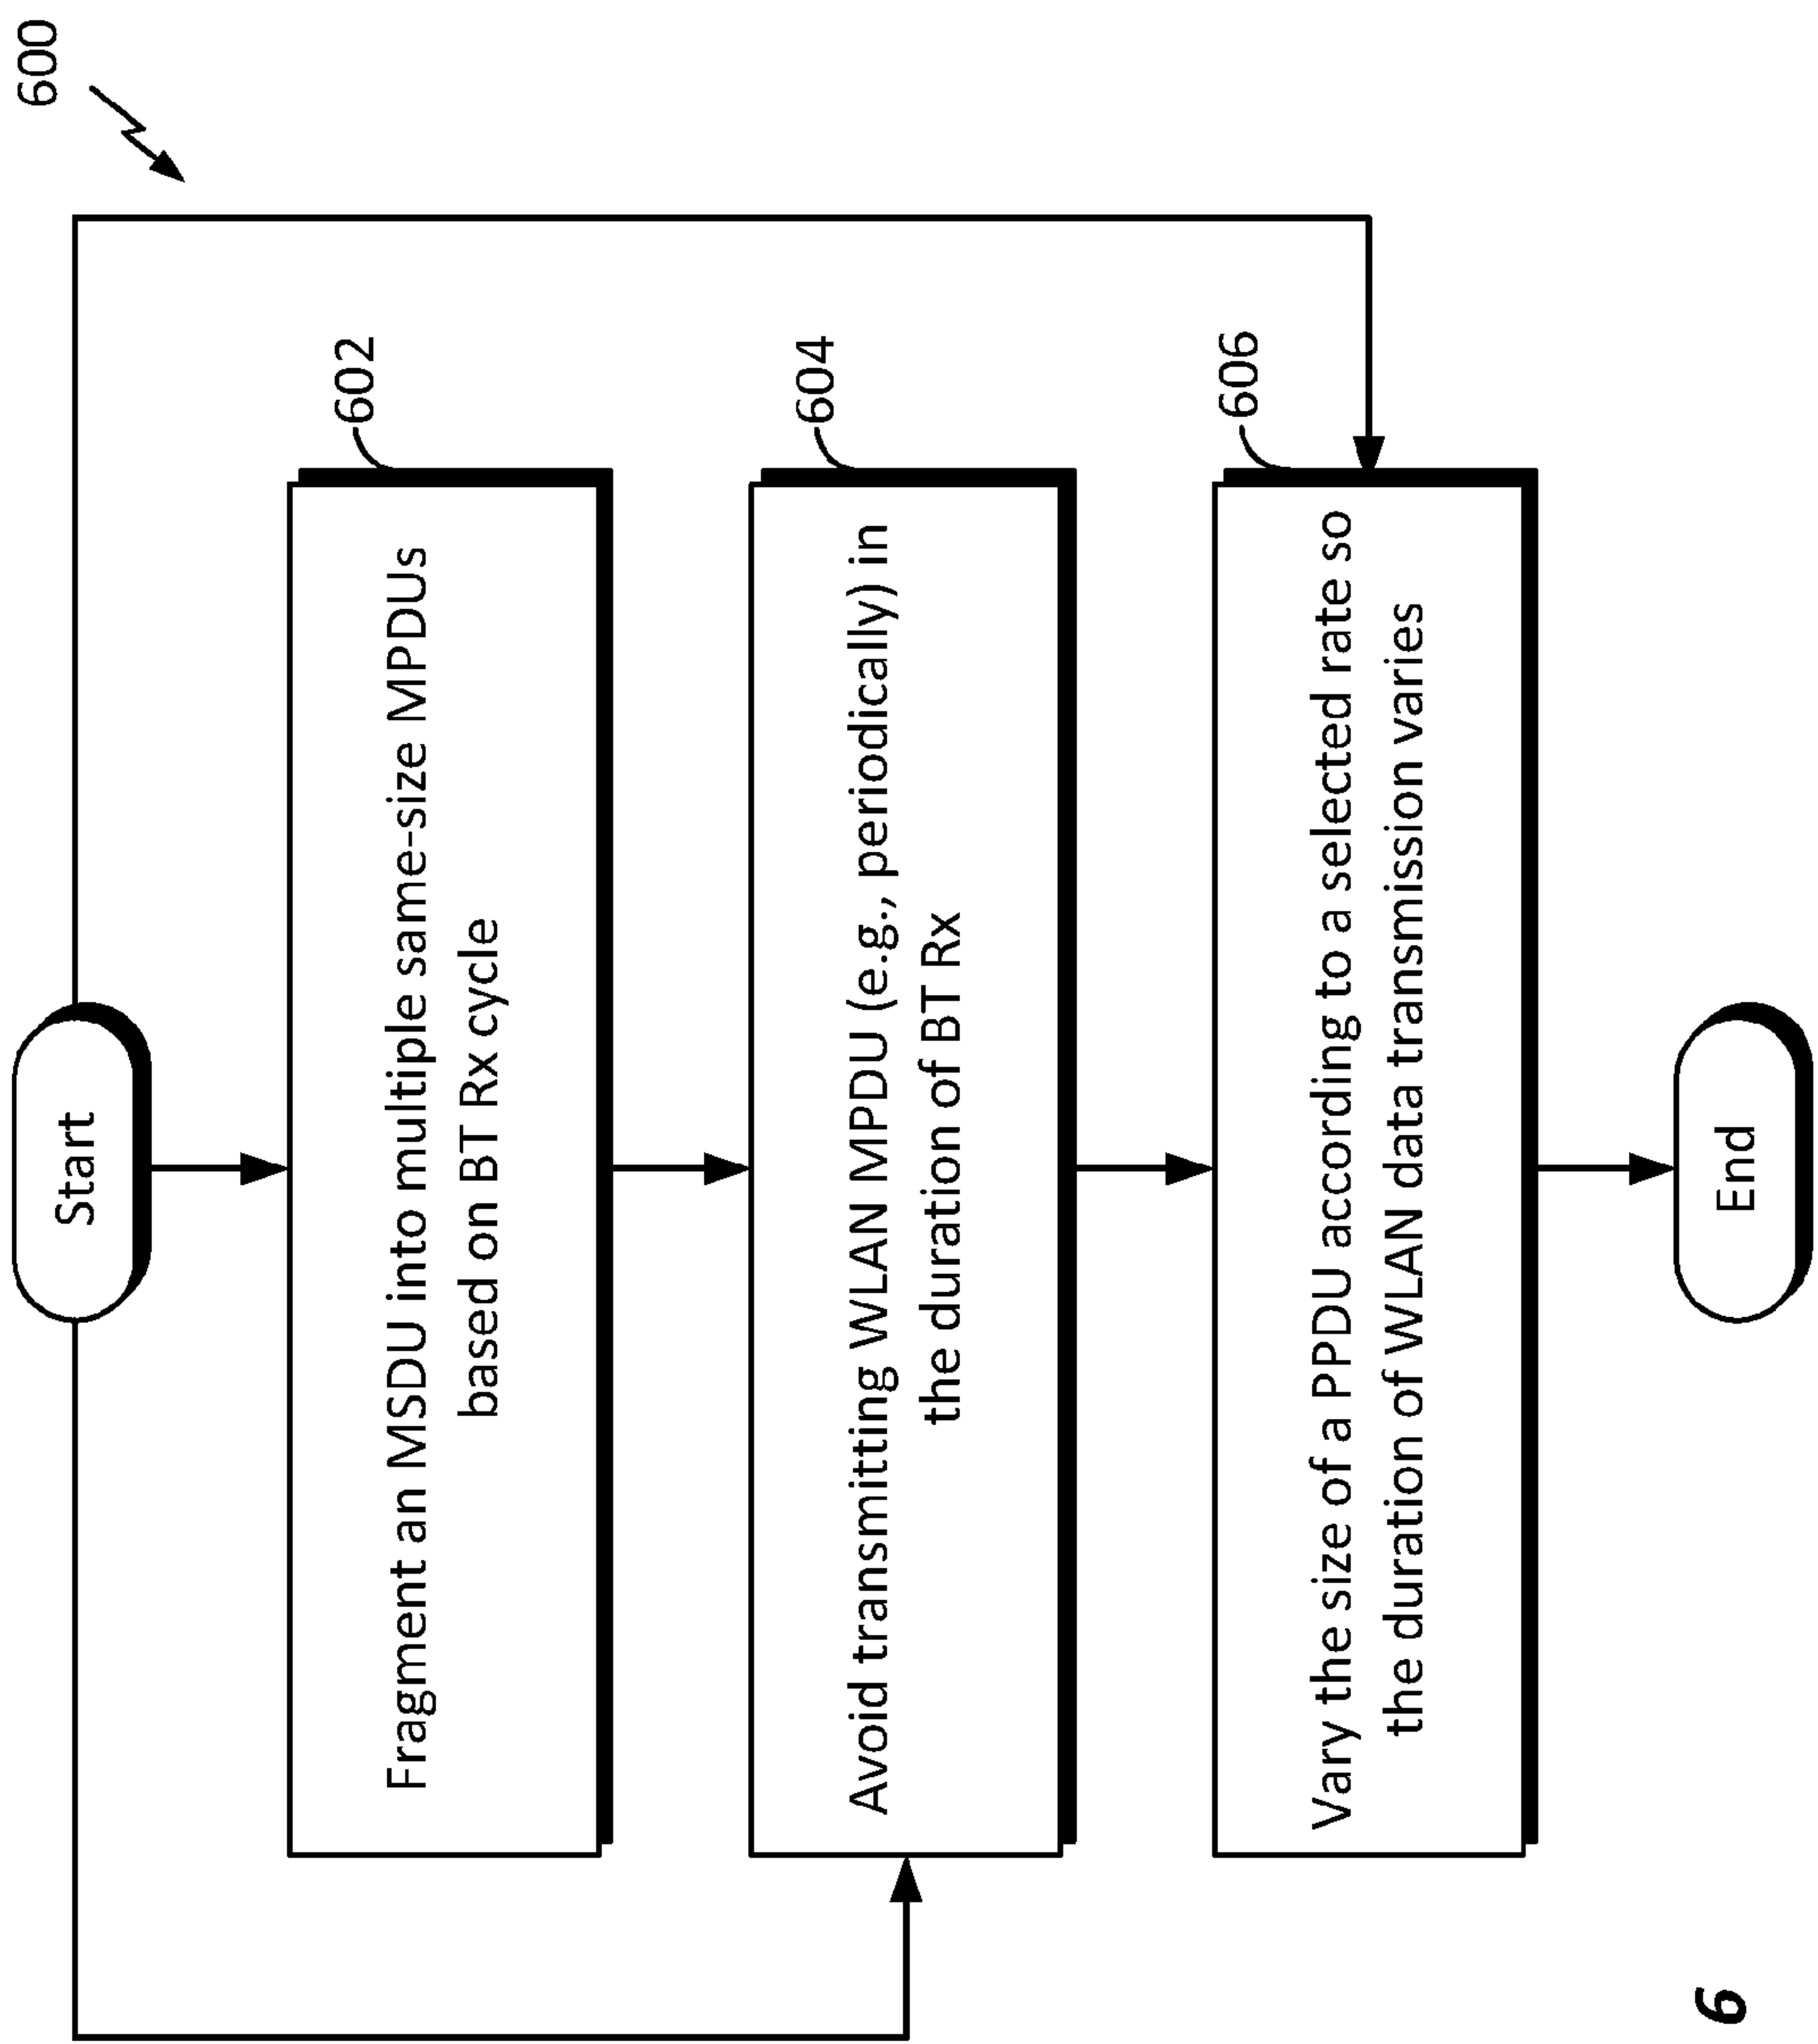 600
Start
Fragment an MSDU into multiple same-size MPDUs
based on BT Rx cycle
602
Avoid transmitting WLAN MPDU (e.g., periodically) in
the duration of BT Rx
604
Vary the size of a PPDU according to a selected rate so
the duration of WLAN data transmission varies
606
End
6